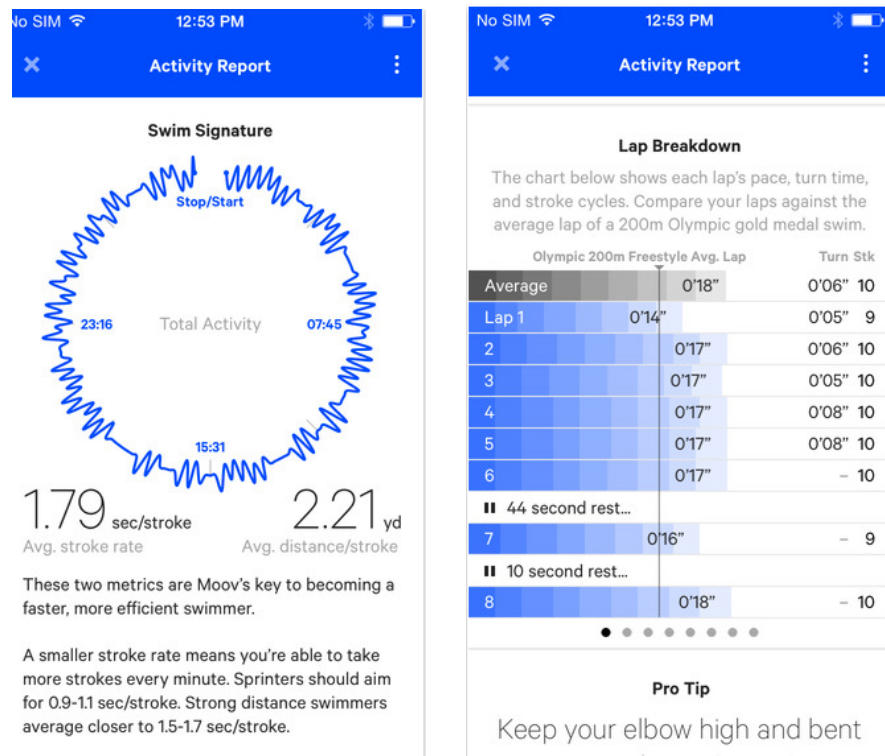 No SIM 12:53 PM
Activity Report
Swim Signature
Stop/Start
23:16 Total Activity 07:45
15:31
1.79 sec/stroke 2.21 yd
Avg. stroke rate Avg. distance/stroke
These two metrics are Moov's key to becoming a
faster, more efficient swimmer.
A smaller stroke rate means you're able to take
more strokes every minute. Sprinters should aim
for 0.9-1.1 sec/stroke. Strong distance swimmers
average closer to 1.5-1.7 sec/stroke.
No SIM 12:53 PM
Activity Report
Lap Breakdown
The chart below shows each lap's pace, turn time,
and stroke cycles. Compare your laps against the
average lap of a 200m Olympic gold medal swim.
Olympic 200m Freestyle Avg. Lap Turn Stk
Average 0'18" 0'06" 10
Lap 1 0'14" 0'05" 9
2 0'17" 0'06" 10
3 0'17" 0'05" 10
4 0'17" 0'08" 10
5 0'17" 0'08" 10
6 0'17" – 10
44 second rest...
7 0'16" – 9
10 second rest...
8 0'18" – 10
Pro Tip
Keep your elbow high and bent